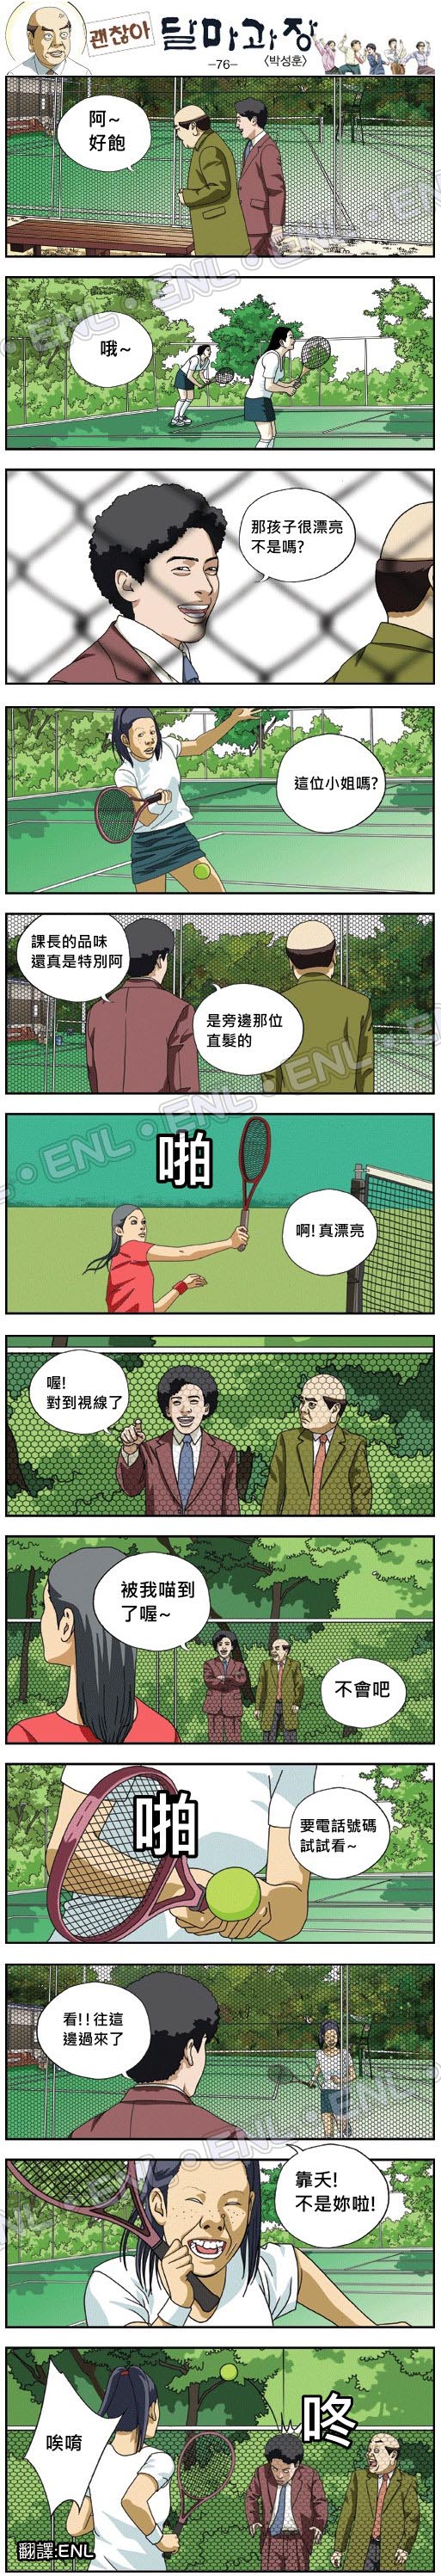 괜찮아 달마과장
-76-
<박성훈>
阿~
好飽
哦~
那孩子很漂亮
不是嗎?
這位小姐嗎?
課長的品味
還真是特別阿
是旁邊那位
直髮的
啪
啊!真漂亮
喔!
對到視線了
被我喵到
了喔~
不會吧
啪
要電話號碼
試試看~
看!!往這
邊過來了
靠夭!
不是妳啦!
咚
唉唷
翻譯:ENL